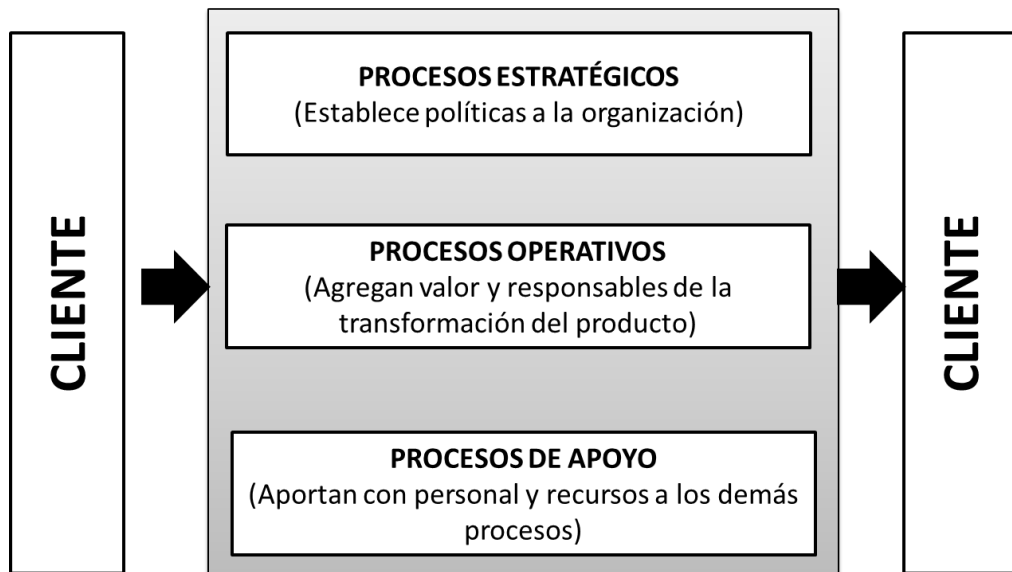 CLIENTE
PROCESOS ESTRATÉGICOS
(Establece políticas a la organización)
PROCESOS OPERATIVOS
(Agregan valor y responsables de la
transformación del producto)
PROCESOS DE APOYO
(Aportan con personal y recursos a los demás
procesos)
CLIENTE